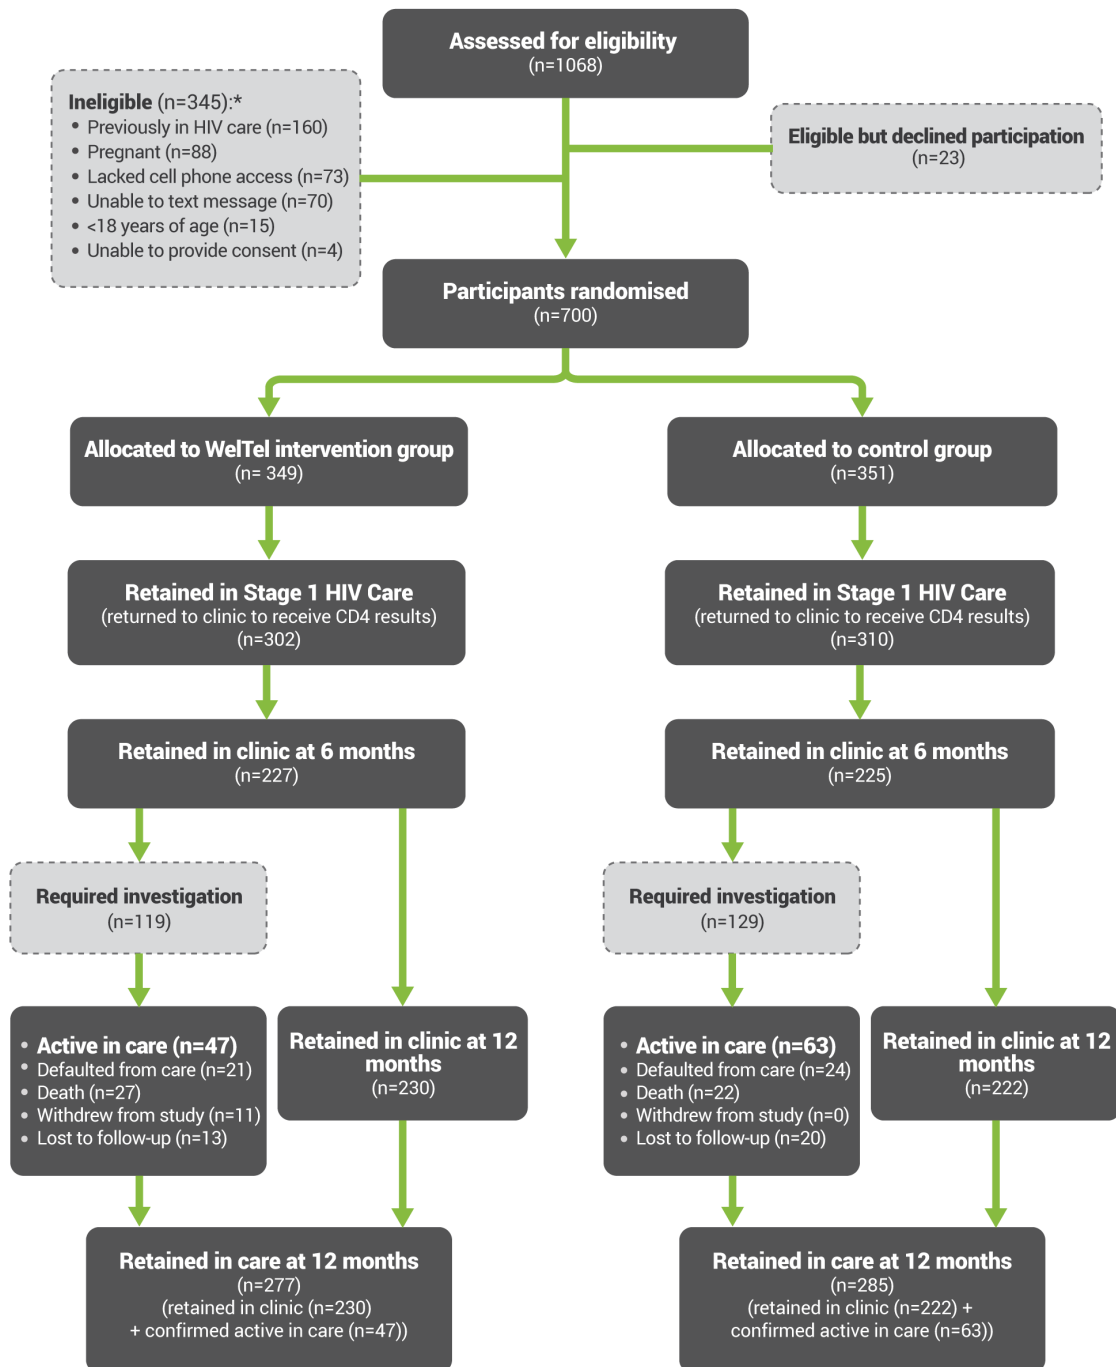 Assessed for eligibility
(n=1068)
Ineligible (n=345):*
• Previously in HIV care (n=160)
• Pregnant (n=88)
• Lacked cell phone access (n=73)
• Unable to text message (n=70)
• <18 years of age (n=15)
• Unable to provide consent (n=4)
Eligible but declined participation
(n=23)
Participants randomised
(n=700)
Allocated to WelTel intervention group
(n= 349)
Allocated to control group
(n=351)
Retained in Stage 1 HIV Care
(returned to clinic to receive CD4 results)
(n=302)
Retained in Stage 1 HIV Care
(returned to clinic to receive CD4 results)
(n=310)
Retained in clinic at 6 months
(n=227)
Retained in clinic at 6 months
(n=225)
Required investigation
(n=119)
Required investigation
(n=129)
• Active in care (n=47)
• Defaulted from care (n=21)
• Death (n=27)
• Withdrew from study (n=11)
• Lost to follow-up (n=13)
Retained in clinic at 12
months
(n=230)
• Active in care (n=63)
• Defaulted from care (n=24)
• Death (n=22)
• Withdrew from study (n=0)
• Lost to follow-up (n=20)
Retained in clinic at 12
months
(n=222)
Retained in care at 12 months
(n=277)
(retained in clinic (n=230)
+ confirmed active in care (n=47))
Retained in care at 12 months
(n=285)
(retained in clinic (n=222) +
confirmed active in care (n=63))